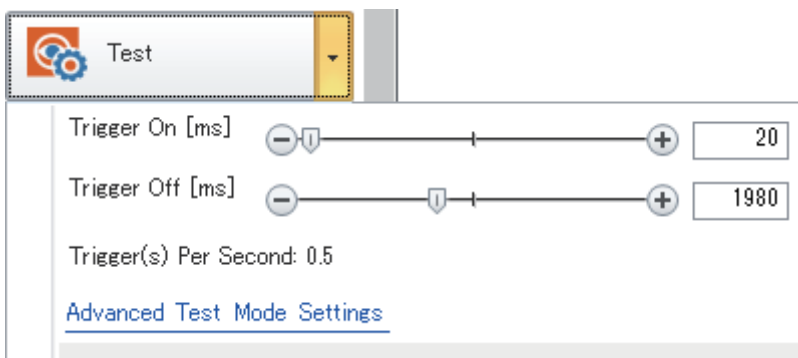 Test
Trigger On [ms] 20
Trigger Off [ms] 1980
Trigger(s) Per Second: 0.5
Advanced Test Mode Settings